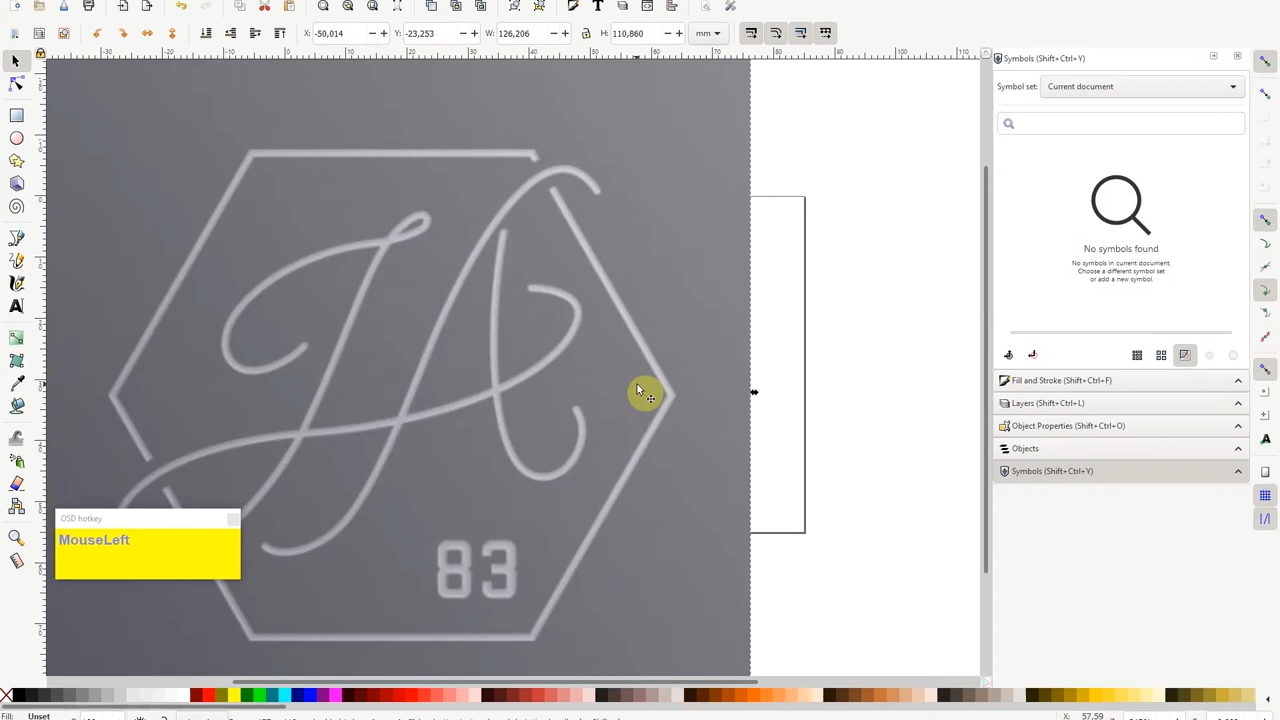 X:
-50,014
Y:
-23,253
W:
126,206
H:
110,860
mm
Symbols (Shift+Ctrl+Y)
Symbol set:
Current document
No symbols found
No symbols in current document.
Choose a different symbol set
or add a new symbol.
Fill and Stroke (Shift+Ctrl+F)
Layers (Shift+Ctrl+L)
Object Properties (Shift+Ctrl+O)
Objects
Symbols (Shift+Ctrl+Y)
JA
83
OSD hotkey
MouseLeft
Fill:
Unset
X:
57,59